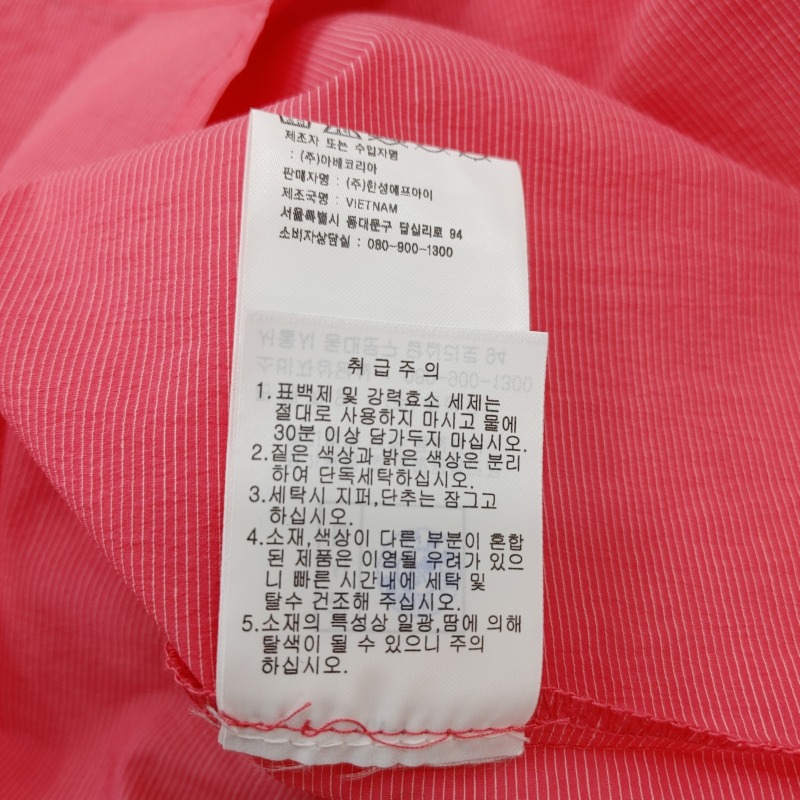 제조자 또는 수입자명
: (주)아베코리아
판매자명 : (주)한성에프아이
제조국명 : VIETNAM
서울특별시 동대문구 답십리로 94
소비자상담실 : 080-900-1300
취급주의
1.표백제 및 강력효소 세제는
절대로 사용하지 마시고 물에
30분 이상 담가두지 마십시오.
2.짙은 색상과 밝은 색상은 분리
하여 단독세탁하십시오.
3.세탁시 지퍼,단추는 잠그고
하십시오.
4.소재,색상이 다른 부분이 혼합
된 제품은 이염될 우려가 있으
니 빠른 시간내에 세탁 및
탈수 건조해 주십시오.
5.소재의 특성상 일광,땀에 의해
탈색이 될 수 있으니 주의
하십시오.